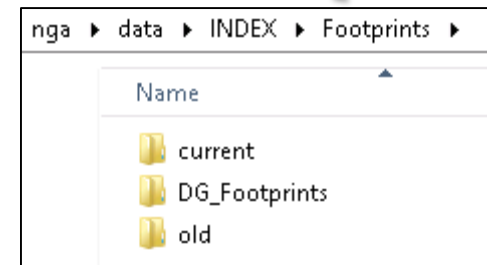 nga ▸ data ▸ INDEX ▸ Footprints ▸
Name
current
DG_Footprints
old